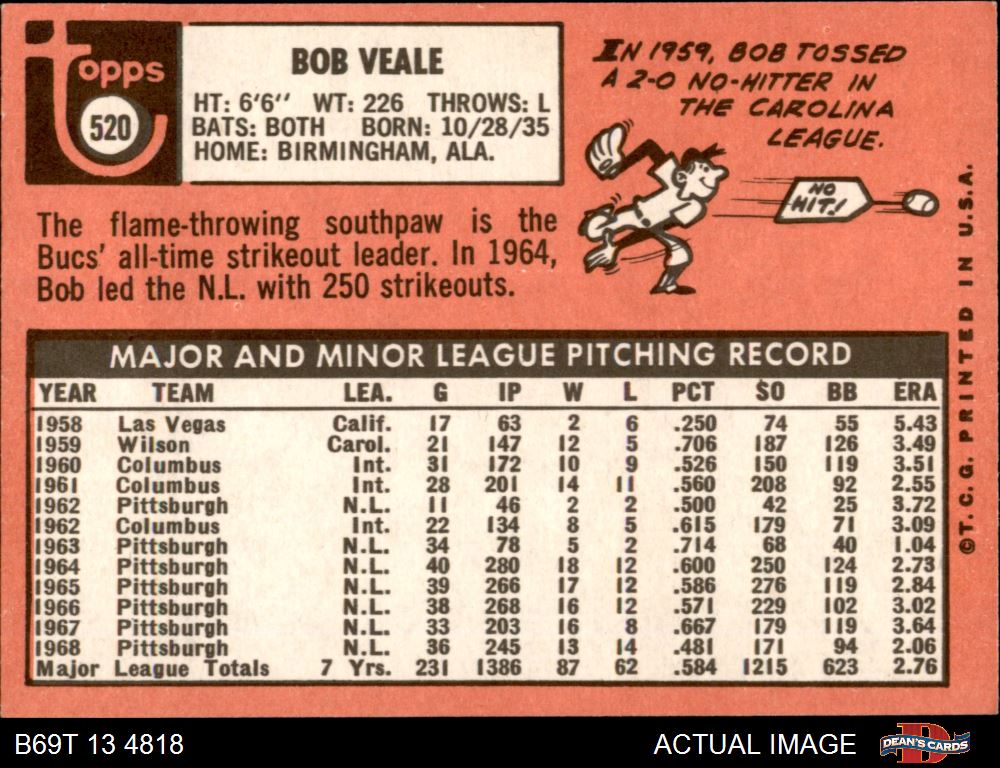 Topps
520
BOB VEALE
HT: 6'6" WT: 226 THROWS: L
BATS: BOTH BORN: 10/28/35
HOME: BIRMINGHAM, ALA.
IN 1959, BOB TOSSED
A 2-0 NO-HITTER IN
THE CAROLINA
LEAGUE.
NO
HIT!
The flame-throwing southpaw is the
Bucs' all-time strikeout leader. In 1964,
Bob led the N.L. with 250 strikeouts.
MAJOR AND MINOR LEAGUE PITCHING RECORD
YEAR TEAM LEA. G IP W L PCT SO BB ERA
1958 Las Vegas Calif. 17 63 2 6 .250 74 55 5.43
1959 Wilson Carol. 21 147 12 5 .706 187 126 3.49
1960 Columbus Int. 31 172 10 9 .526 150 119 3.51
1961 Columbus Int. 28 201 14 11 .560 208 92 2.55
1962 Pittsburgh N.L. 11 46 2 2 .500 42 25 3.72
1962 Columbus Int. 22 134 8 5 .615 179 71 3.09
1963 Pittsburgh N.L. 34 78 5 2 .714 68 40 1.04
1964 Pittsburgh N.L. 40 280 18 12 .600 250 124 2.73
1965 Pittsburgh N.L. 39 266 17 12 .586 276 119 2.84
1966 Pittsburgh N.L. 38 268 16 12 .571 229 102 3.02
1967 Pittsburgh N.L. 33 203 16 8 .667 179 119 3.64
1968 Pittsburgh N.L. 36 245 13 14 .481 171 94 2.06
Major League Totals 7 Yrs. 231 1386 87 62 .584 1215 623 2.76
©T.C.G. PRINTED IN U.S.A.
B69T 13 4818
ACTUAL IMAGE
DEAN'S CARDS